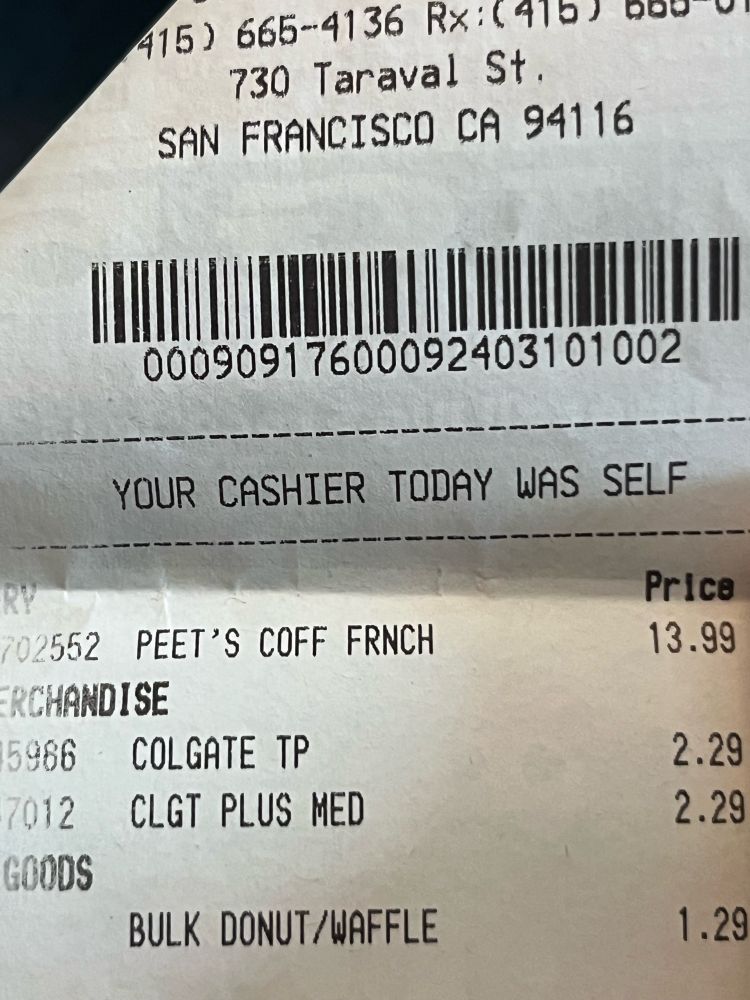 415) 665-4136 Rx:(415)
730 Taraval St.
SAN FRANCISCO CA 94116
000909176000092403101002
YOUR CASHIER TODAY WAS SELF
RY Price
702552 PEET'S COFF FRNCH 13.99
ERCHANDISE
5986 COLGATE TP 2.29
7012 CLGT PLUS MED 2.29
GOODS
BULK DONUT/WAFFLE 1.29